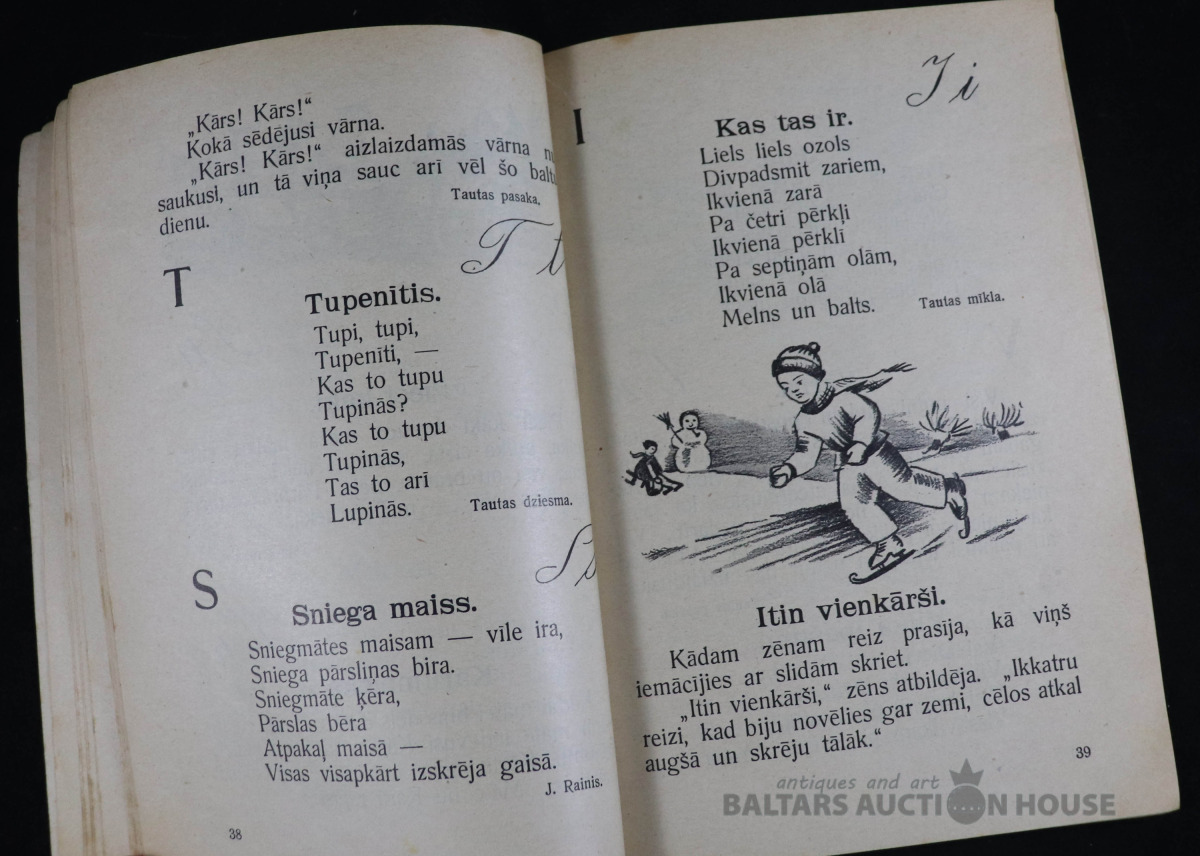 „Kārs! Kārs!“
Kokā sēdējusi vārna.
„Kārs! Kārs!“ aizlaizdamās vārna
saukusi, un tā viņa sauc arī vēl šo
dienu.
Tautas pasaka.
T t
T
Tupenītis.
Tupi, tupi,
Tupenīti, —
Kas to tupu
Tupinās?
Kas to tupu
Tupinās,
Tas to arī
Lupinās.
Tautas dziesma.
S s
S
Sniega maiss.
Sniegmātes maisam — vīle ira,
Sniega pārsliņas bira.
Sniegmāte ķēra,
Pārslas bēra
Atpakaļ maisā —
Visas visapkārt izskrēja gaisā.
J. Rainis.
38
I i
I
Kas tas ir.
Liels liels ozols
Divpadsmit zariem,
Ikvienā zarā
Pa četri pērkļi
Ikvienā pērklī
Pa septiņām olām,
Ikvienā olā
Melns un balts.
Tautas mīkla.
Itin vienkārši.
Kādam zēnam reiz prasīja, kā viņš
iemācījies ar slidām skriet.
„Itin vienkārši,“ zēns atbildēja. „Ikkatru
reizi, kad biju novēlies gar zemi, cēlos atkal
augšā un skrēju tālāk.“
39
antiques and art
BALTARS AUCTION HOUSE